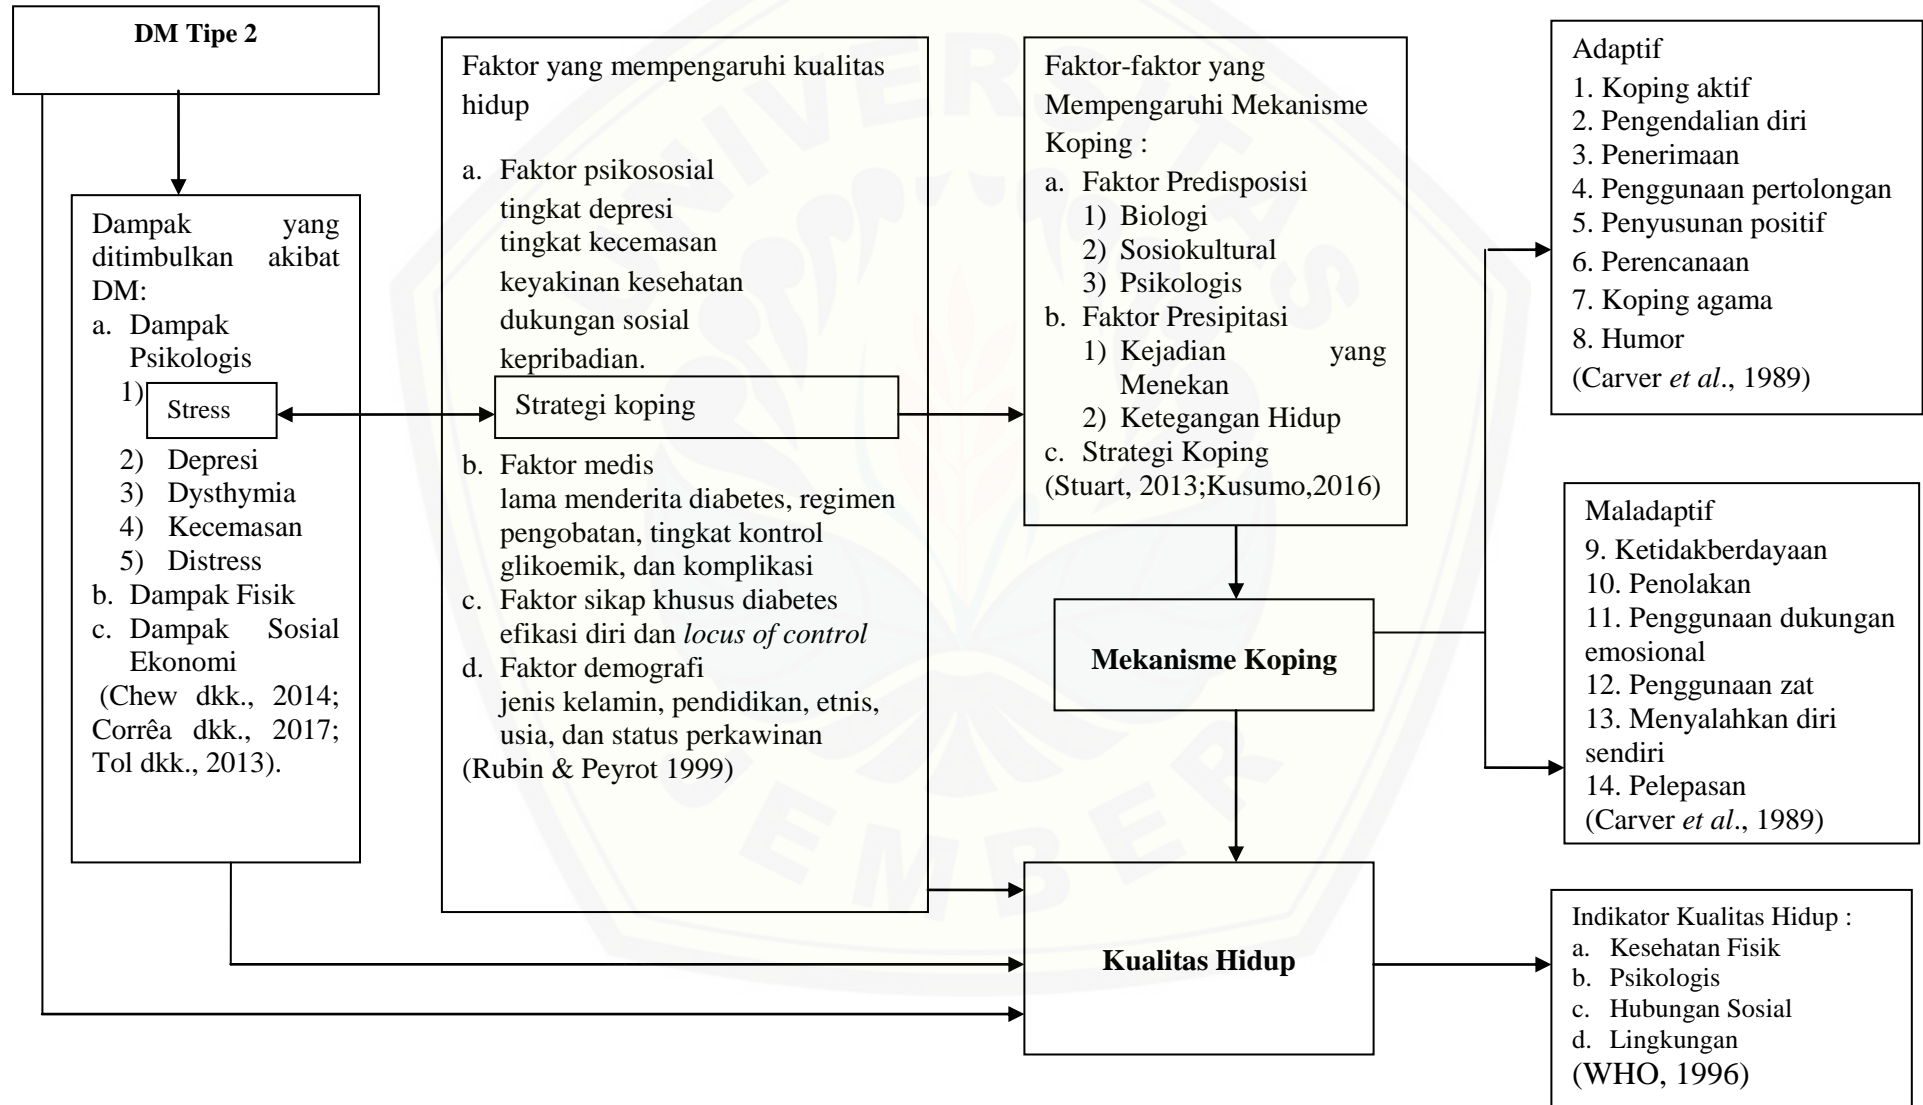 DM Tipe 2
Dampak yang
ditimbulkan akibat
DM:
a. Dampak
Psikologis
1)
Stress
2) Depresi
3) Dysthymia
4) Kecemasan
5) Distress
b. Dampak Fisik
c. Dampak Sosial
Ekonomi
(Chew dkk., 2014;
Corrêa dkk., 2017;
Tol dkk., 2013).
Faktor yang mempengaruhi kualitas
hidup
a. Faktor psikososial
tingkat depresi
tingkat kecemasan
keyakinan kesehatan
dukungan sosial
kepribadian.
Strategi koping
b. Faktor medis
lama menderita diabetes, regimen
pengobatan, tingkat kontrol
glikoemik, dan komplikasi
c. Faktor sikap khusus diabetes
efikasi diri dan locus of control
d. Faktor demografi
jenis kelamin, pendidikan, etnis,
usia, dan status perkawinan
(Rubin & Peyrot 1999)
Faktor-faktor yang
Mempengaruhi Mekanisme
Koping :
a. Faktor Predisposisi
1) Biologi
2) Sosiokultural
3) Psikologis
b. Faktor Presipitasi
1) Kejadian yang
Menekan
2) Ketegangan Hidup
c. Strategi Koping
(Stuart, 2013;Kusumo,2016)
Mekanisme Koping
Kualitas Hidup
Adaptif
1. Koping aktif
2. Pengendalian diri
3. Penerimaan
4. Penggunaan pertolongan
5. Penyusunan positif
6. Perencanaan
7. Koping agama
8. Humor
(Carver et al., 1989)
Maladaptif
9. Ketidakberdayaan
10. Penolakan
11. Penggunaan dukungan
emosional
12. Penggunaan zat
13. Menyalahkan diri
sendiri
14. Pelepasan
(Carver et al., 1989)
Indikator Kualitas Hidup :
a. Kesehatan Fisik
b. Psikologis
c. Hubungan Sosial
d. Lingkungan
(WHO, 1996)
UNIVERSITAS
JEMBER